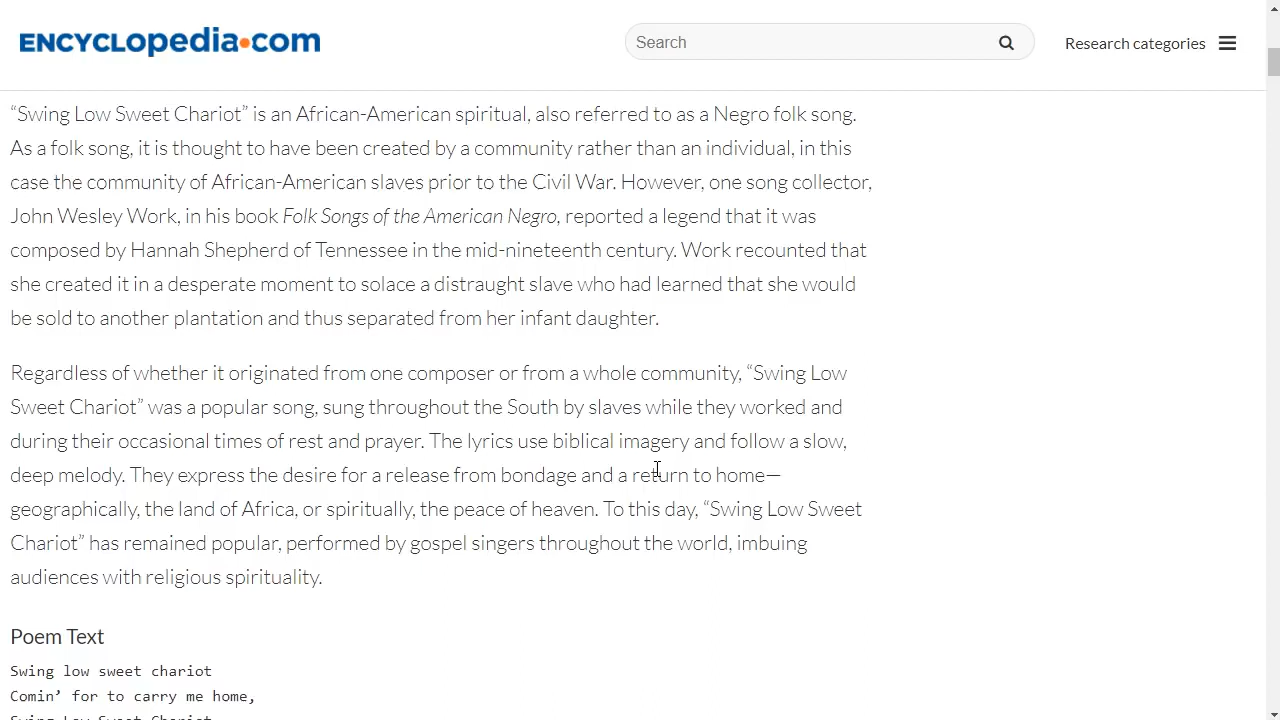 ENCYCLopedia.com
Search
Research categories
“Swing Low Sweet Chariot” is an African-American spiritual, also referred to as a Negro folk song.
As a folk song, it is thought to have been created by a community rather than an individual, in this
case the community of African-American slaves prior to the Civil War. However, one song collector,
John Wesley Work, in his book Folk Songs of the American Negro, reported a legend that it was
composed by Hannah Shepherd of Tennessee in the mid-nineteenth century. Work recounted that
she created it in a desperate moment to solace a distraught slave who had learned that she would
be sold to another plantation and thus separated from her infant daughter.
Regardless of whether it originated from one composer or from a whole community, “Swing Low
Sweet Chariot” was a popular song, sung throughout the South by slaves while they worked and
during their occasional times of rest and prayer. The lyrics use biblical imagery and follow a slow,
deep melody. They express the desire for a release from bondage and a return to home—
geographically, the land of Africa, or spiritually, the peace of heaven. To this day, “Swing Low Sweet
Chariot” has remained popular, performed by gospel singers throughout the world, imbuing
audiences with religious spirituality.
Poem Text
Swing low sweet chariot
Comin’ for to carry me home,
Swing Low Sweet Chariot